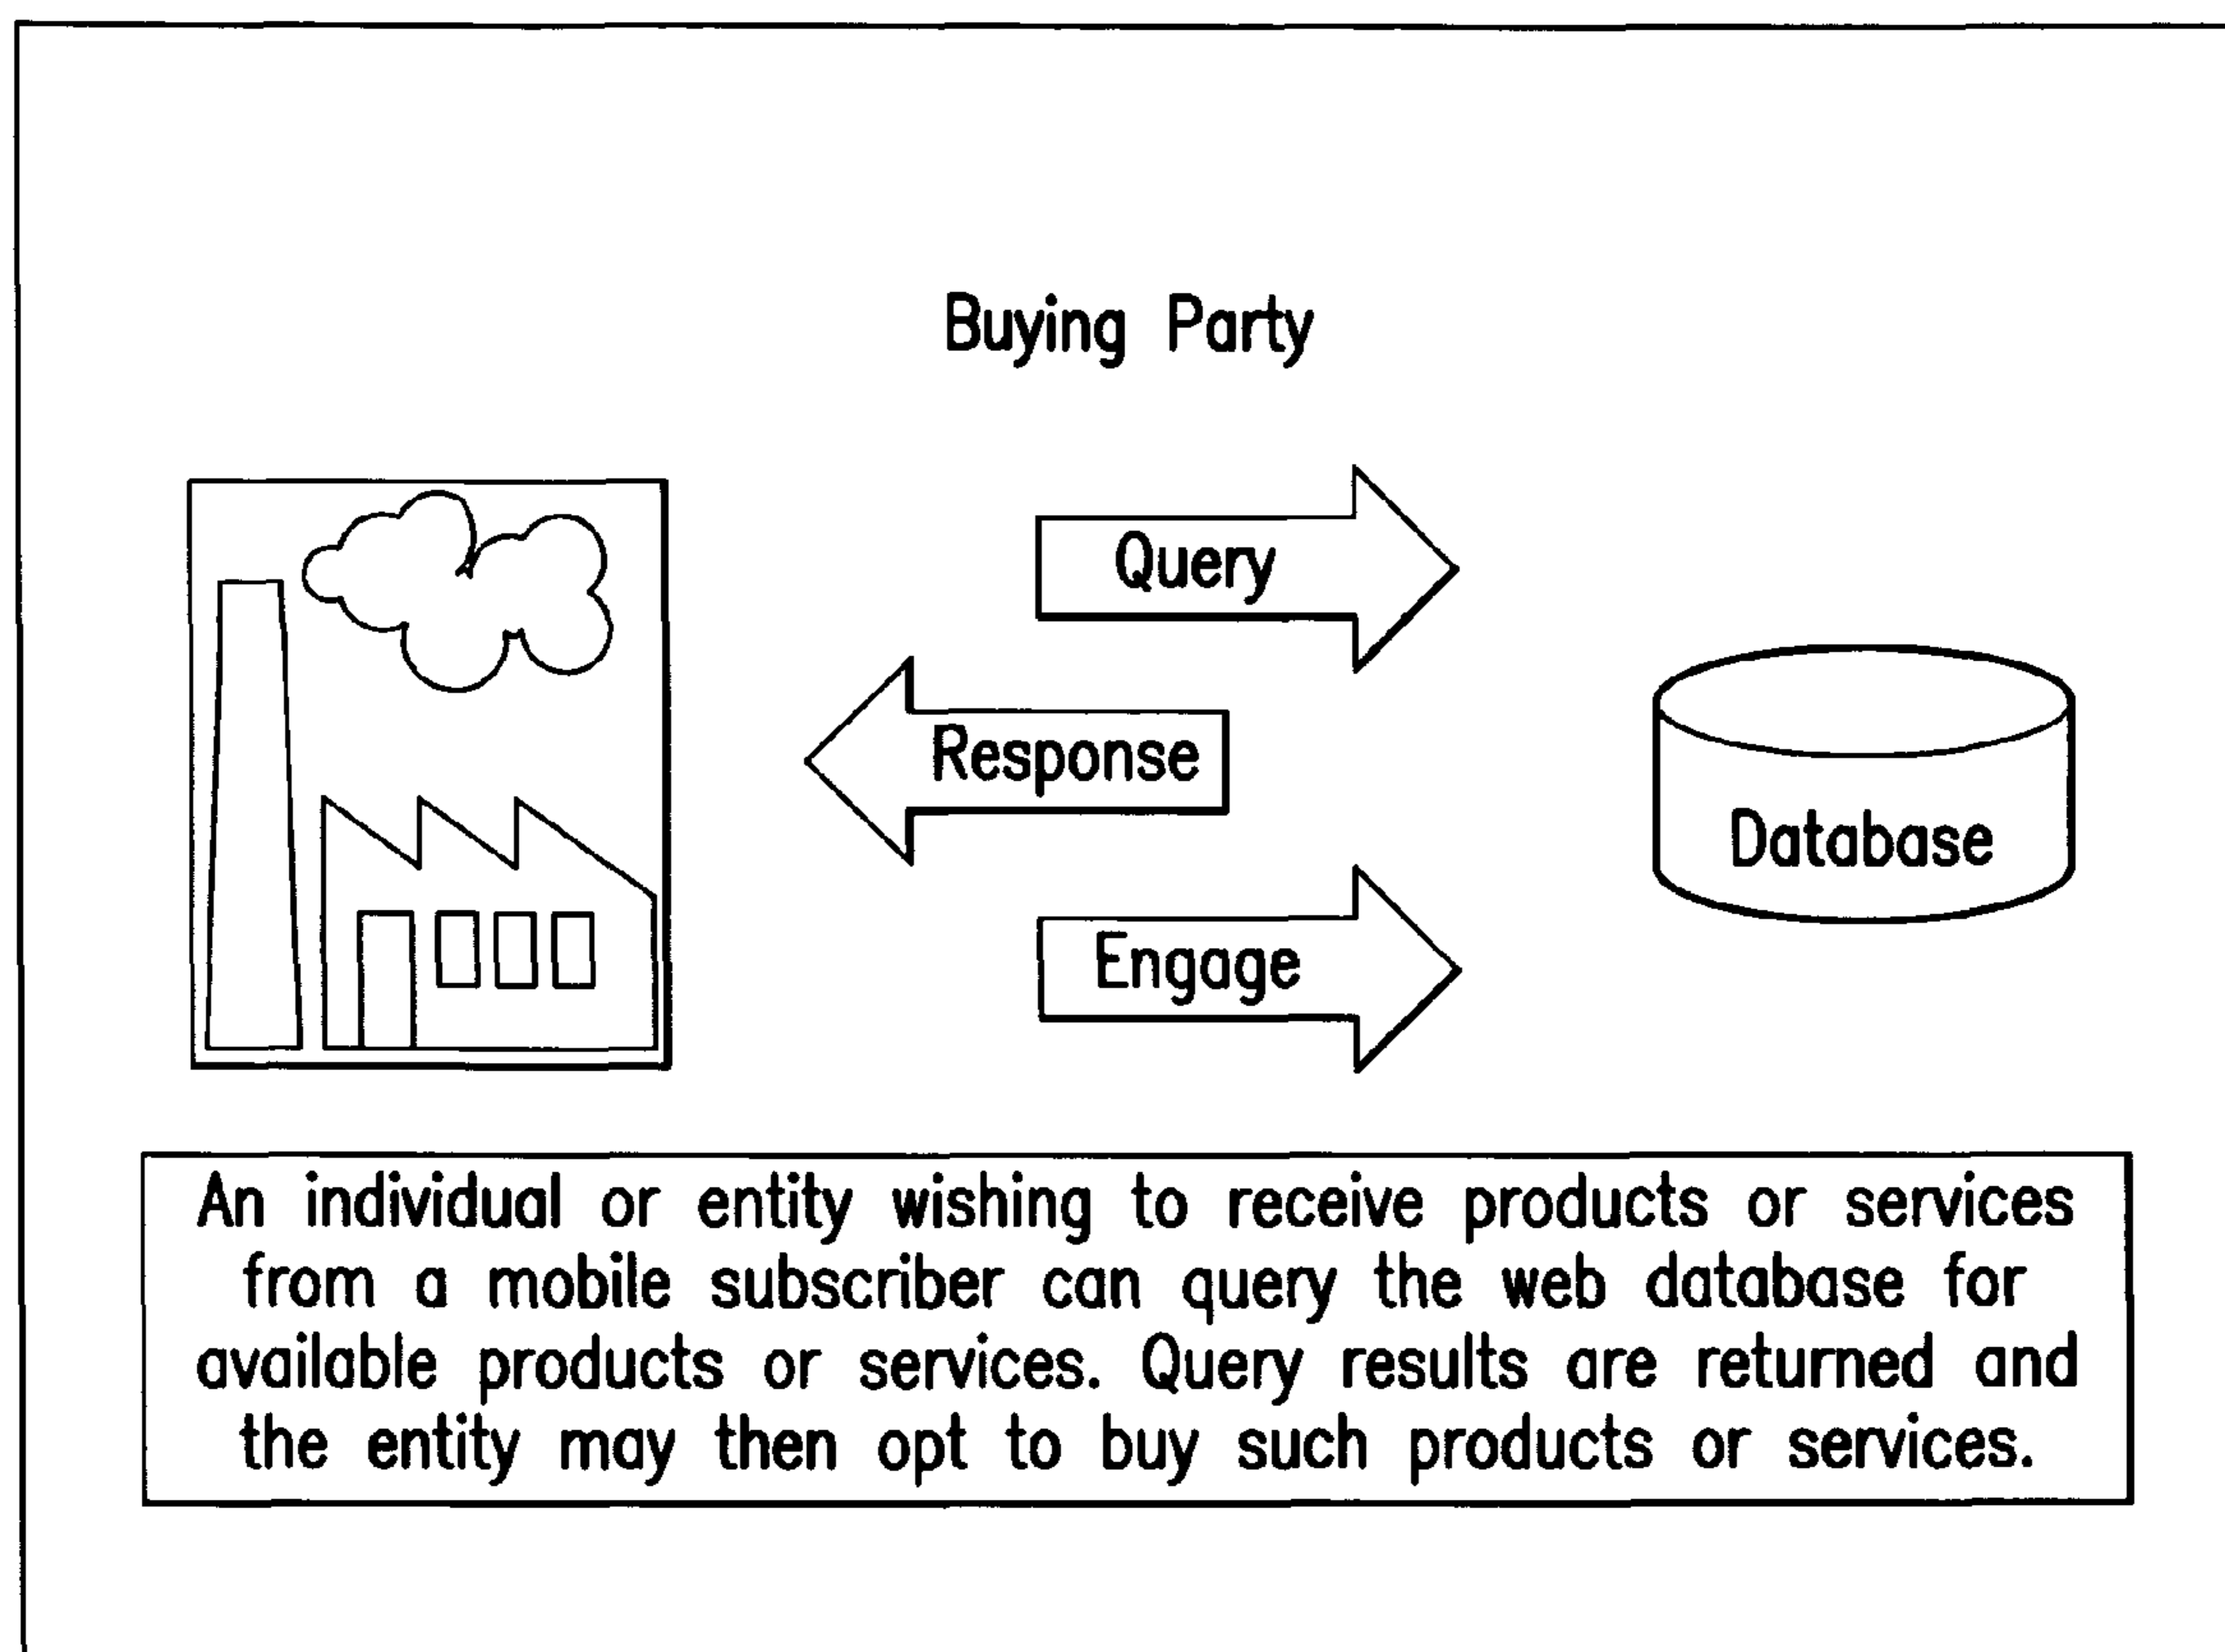 Buying Party
Query
Response
Database
Engage
An individual or entity wishing to receive products or services
from a mobile subscriber can query the web database for
available products or services. Query results are returned and
the entity may then opt to buy such products or services.